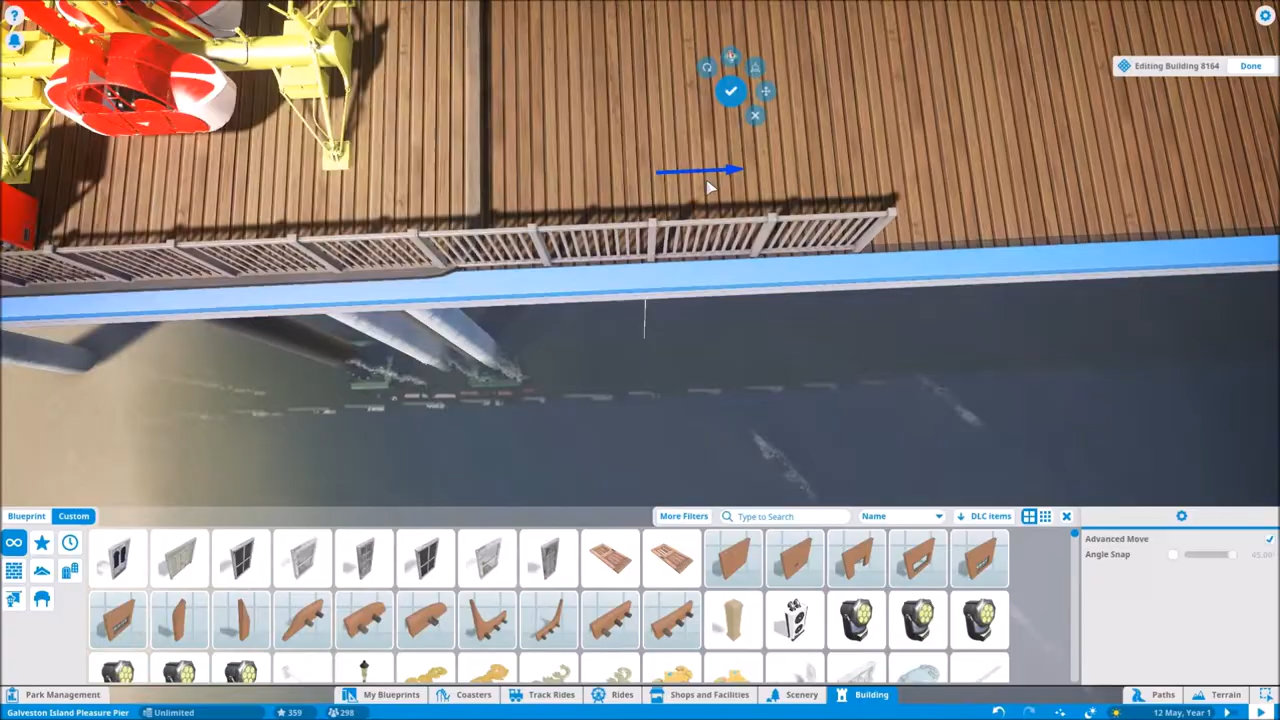 ?
Editing Building 8164 Done
Blueprint Custom More Filters Type to Search Name DLC items
Advanced Move
Angle Snap 45.00°
Park Management My Blueprints Coasters Track Rides Rides Shops and Facilities Scenery Building Paths Terrain
Galveston Island Pleasure Pier Unlimited 359 298 12 May, Year 1